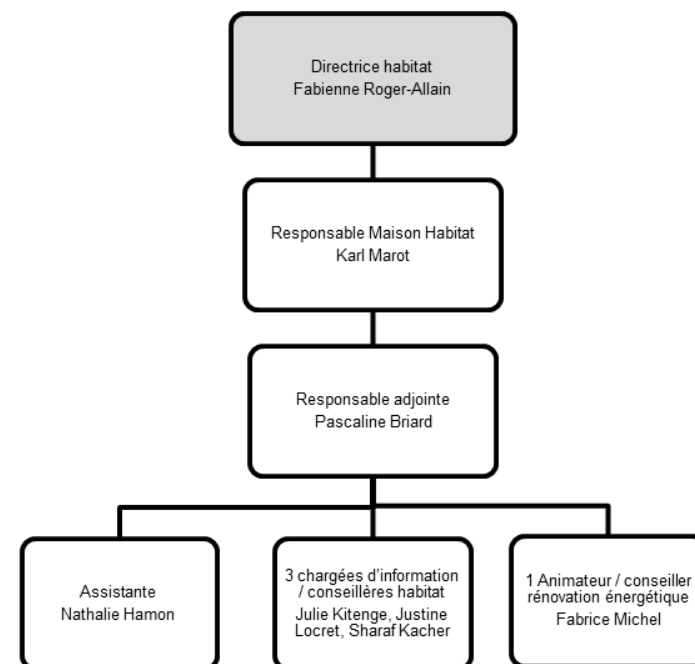 Directrice habitat
Fabienne Roger-Allain
Responsable Maison Habitat
Karl Marot
Responsable adjointe
Pascaline Briard
Assistante
Nathalie Hamon
3 chargées d'information
/ conseillères habitat
Julie Kitenge, Justine
Locret, Sharaf Kacher
1 Animateur / conseiller
rénovation énergétique
Fabrice Michel